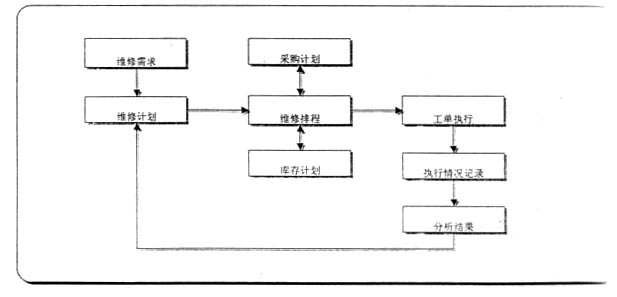 维修需求
采购计划
维修计划
维修排程
工单执行
库存计划
执行情况记录
分析结果